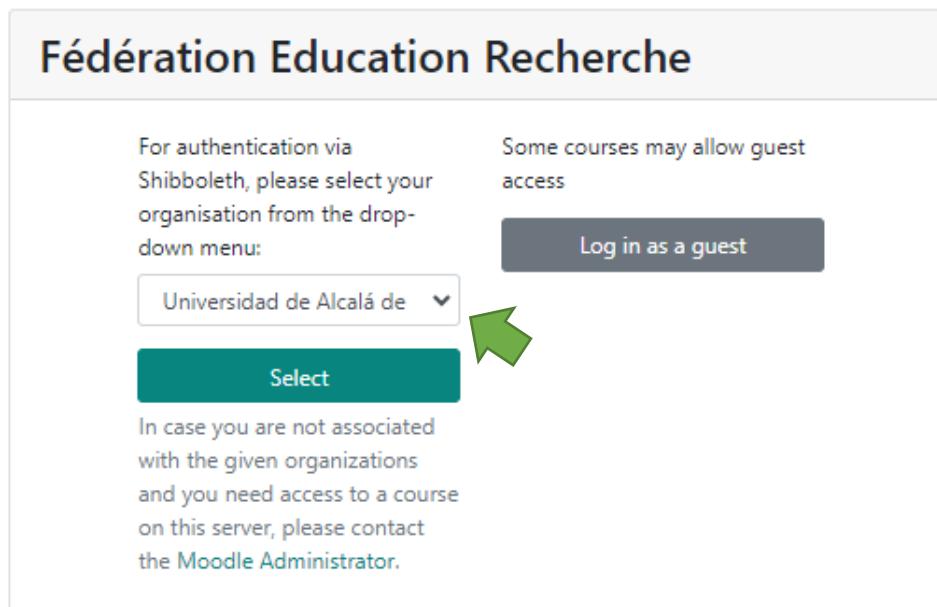 Fédération Education Recherche
For authentication via
Shibboleth, please select your
organisation from the drop-
down menu:
Universidad de Alcalá de
Select
In case you are not associated
with the given organizations
and you need access to a course
on this server, please contact
the Moodle Administrator.
Some courses may allow guest
access
Log in as a guest